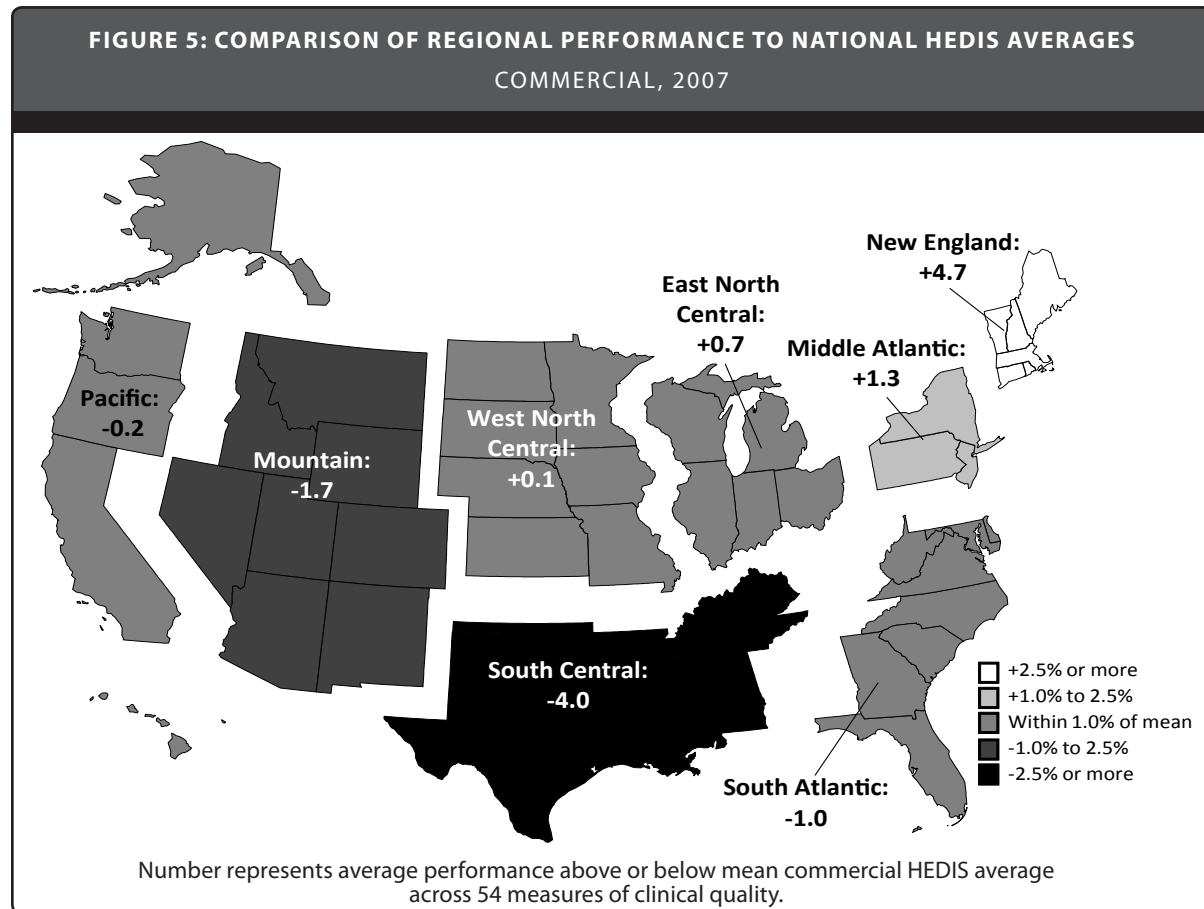 FIGURE 5: COMPARISON OF REGIONAL PERFORMANCE TO NATIONAL HEDIS AVERAGES
COMMERCIAL, 2007
New England:
+4.7
East North
Central:
+0.7
Middle Atlantic:
+1.3
Pacific:
-0.2
West North
Central:
+0.1
Mountain:
-1.7
South Central:
-4.0
South Atlantic:
-1.0
+2.5% or more
+1.0% to 2.5%
Within 1.0% of mean
-1.0% to 2.5%
-2.5% or more
Number represents average performance above or below mean commercial HEDIS average
across 54 measures of clinical quality.